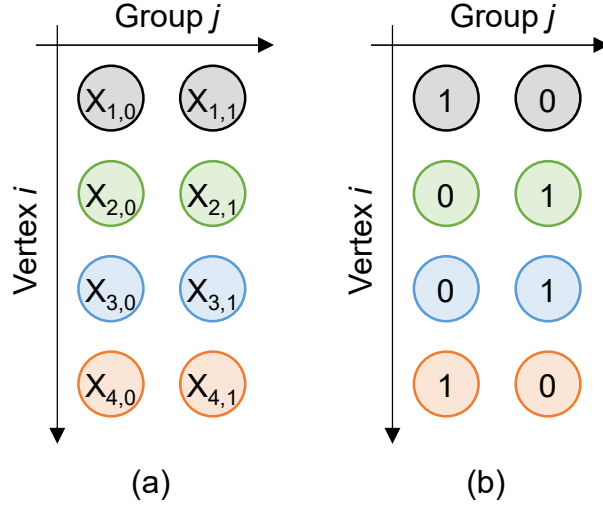 Group j Group j
X1,0 X1,1 1 0
X2,0 X2,1 0 1
X3,0 X3,1 0 1
X4,0 X4,1 1 0
Vertex i Vertex i
(a) (b)